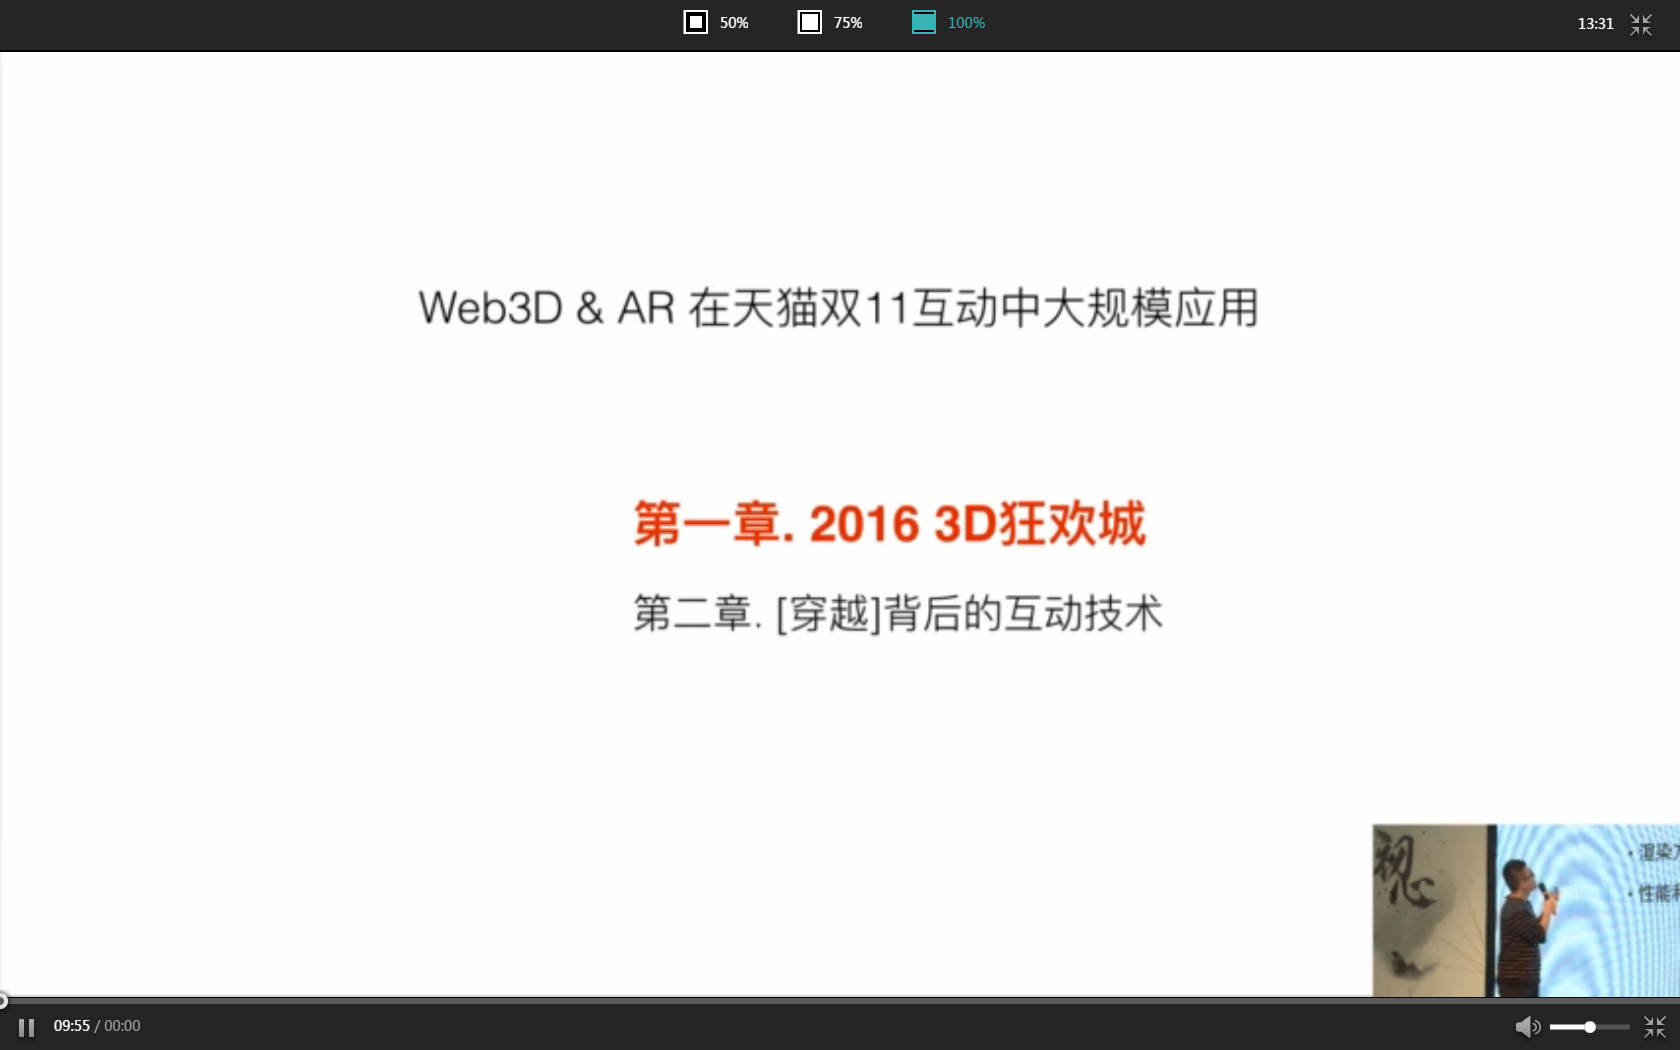 50% 75% 100% 13:31
Web3D & AR 在天猫双11互动中大规模应用
第一章. 2016 3D狂欢城
第二章. [穿越]背后的互动技术
• 渲染
• 性能
09:55 / 00:00